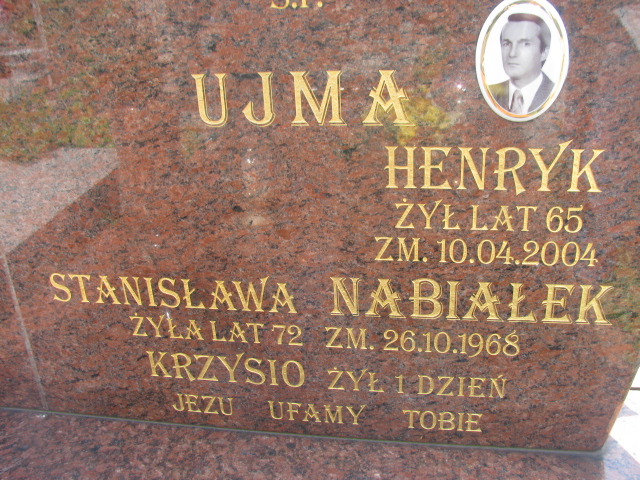 Ś.P.
UJMA
HENRYK
ŻYŁ LAT 65
ZM. 10.04.2004
STANISŁAWA NABIAŁEK
ŻYŁA LAT 72 ZM. 26.10.1968
KRZYSIO ŻYŁ 1 DZIEŃ
JEZU UFAMY TOBIE